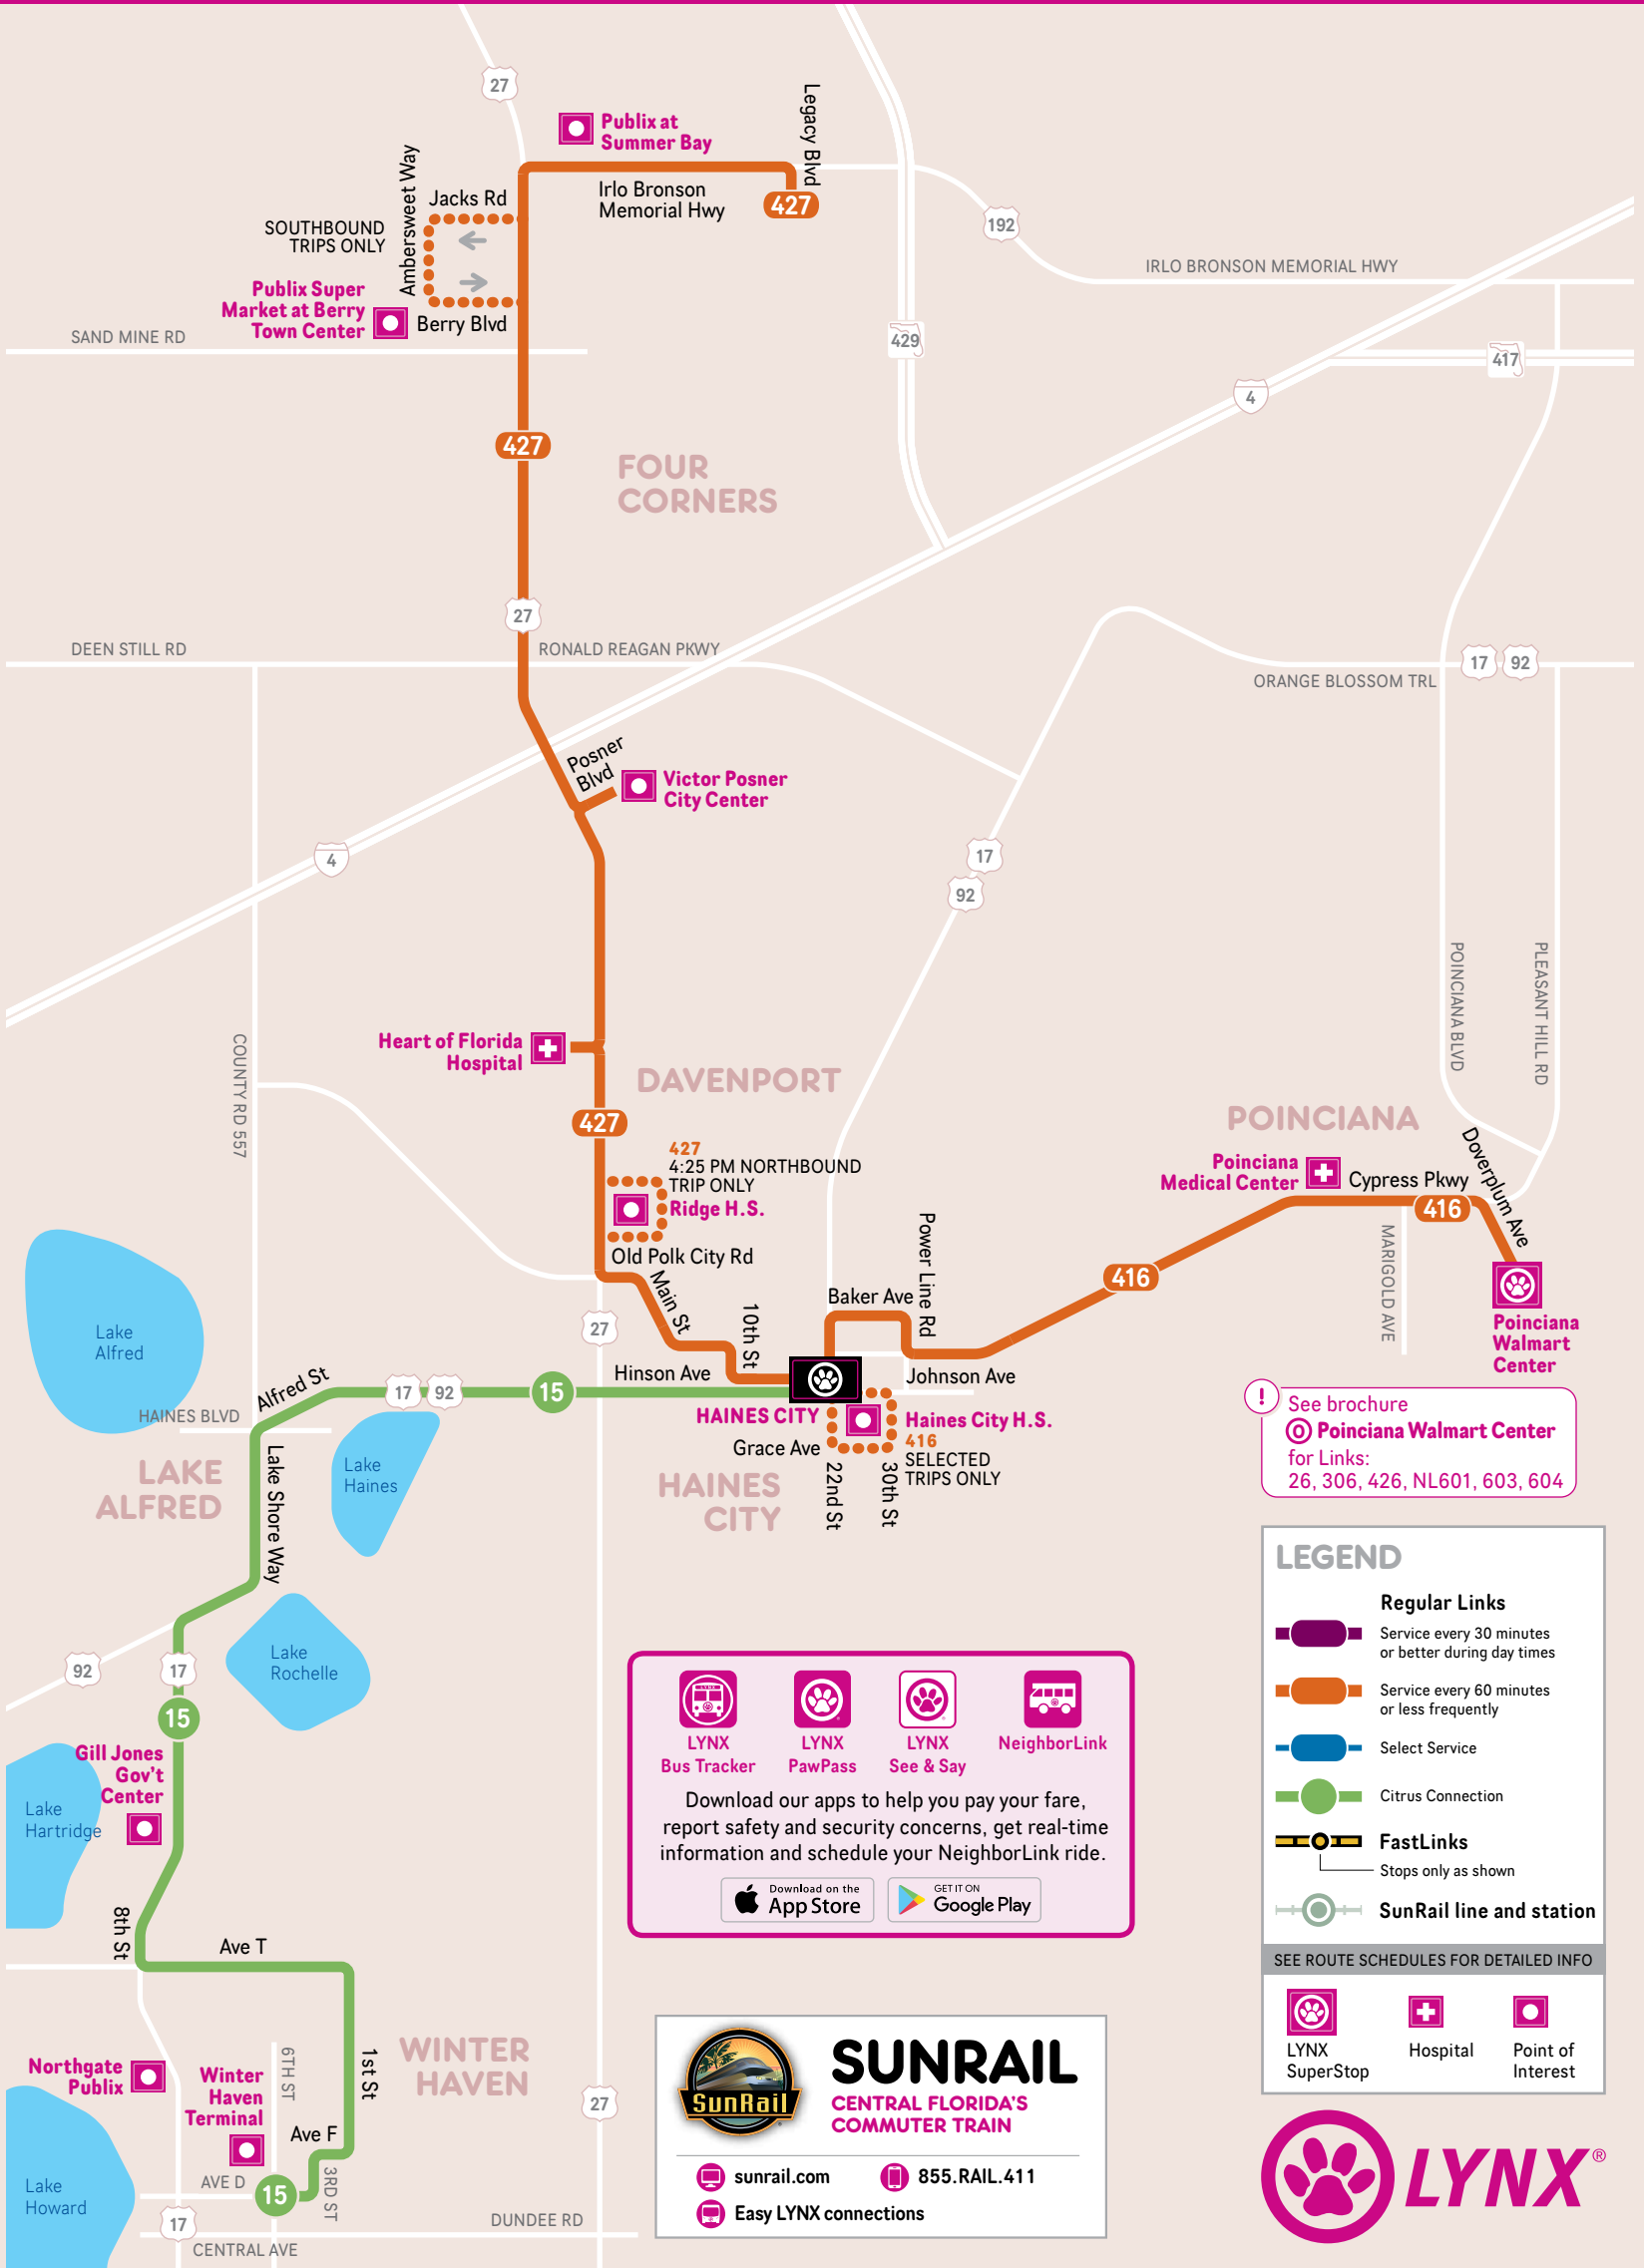 27
Publix at
Summer Bay
Legacy Blvd
Ambersweet Way
Jacks Rd
Irlo Bronson
Memorial Hwy
427
192
SOUTHBOUND
TRIPS ONLY
IRLO BRONSON MEMORIAL HWY
Publix Super
Market at Berry
Town Center
Berry Blvd
SAND MINE RD
429
417
4
427
FOUR
CORNERS
27
DEEN STILL RD
RONALD REAGAN PKWY
17
92
ORANGE BLOSSOM TRL
Posner
Blvd
Victor Posner
City Center
4
17
92
POINCIANA BLVD
PLEASANT HILL RD
COUNTY RD 557
Heart of Florida
Hospital
DAVENPORT
427
POINCIANA
427
4:25 PM NORTHBOUND
TRIP ONLY
Ridge H.S.
Poinciana
Medical Center
Cypress Pkwy
Doverplum Ave
416
Old Polk City Rd
Main St
Power Line Rd
MARIGOLD AVE
416
Baker Ave
10th St
27
Lake
Alfred
Poinciana
Walmart
Center
Hinson Ave
Johnson Ave
Alfred St
17
92
15
HAINES BLVD
HAINES CITY
Haines City H.S.
416
SELECTED
TRIPS ONLY
Grace Ave
22nd St
30th St
!
See brochure
O Poinciana Walmart Center
for Links:
26, 306, 426, NL601, 603, 604
LAKE
ALFRED
Lake Shore Way
Lake
Haines
HAINES
CITY
LEGEND
Regular Links
Service every 30 minutes
or better during day times
Service every 60 minutes
or less frequently
Select Service
Citrus Connection
FastLinks
Stops only as shown
SunRail line and station
SEE ROUTE SCHEDULES FOR DETAILED INFO
LYNX
SuperStop
Hospital
Point of
Interest
Lake
Rochelle
92
17
15
Gill Jones
Gov't
Center
Lake
Hartridge
LYNX
LYNX
Bus Tracker
LYNX
PawPass
LYNX
See & Say
NeighborLink
Download our apps to help you pay your fare,
report safety and security concerns, get real-time
information and schedule your NeighborLink ride.
Download on the
App Store
GET IT ON
Google Play
8th St
Ave T
WINTER
HAVEN
1st St
6TH ST
Northgate
Publix
Winter
Haven
Terminal
Ave F
AVE D
15
3RD ST
Lake
Howard
17
27
DUNDEE RD
CENTRAL AVE
SunRail
SUNRAIL
CENTRAL FLORIDA'S
COMMUTER TRAIN
sunrail.com
855.RAIL.411
Easy LYNX connections
LYNX®